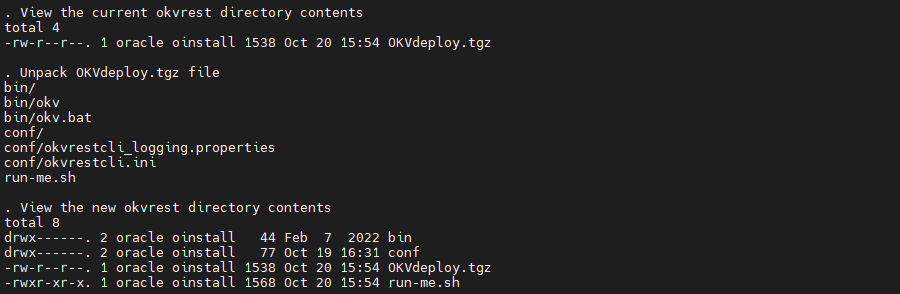 . View the current okvrest directory contents
total 4
-rw-r--r--. 1 oracle oinstall 1538 Oct 20 15:54 OKVdeploy.tgz
. Unpack OKVdeploy.tgz file
bin/
bin/okv
bin/okv.bat
conf/
conf/okvrestcli_logging.properties
conf/okvrestcli.ini
run-me.sh
. View the new okvrest directory contents
total 8
drwx------. 2 oracle oinstall   44 Feb  7  2022 bin
drwx------. 2 oracle oinstall   77 Oct 19 16:31 conf
-rw-r--r--. 1 oracle oinstall 1538 Oct 20 15:54 OKVdeploy.tgz
-rwxr-xr-x. 1 oracle oinstall 1568 Oct 20 15:54 run-me.sh